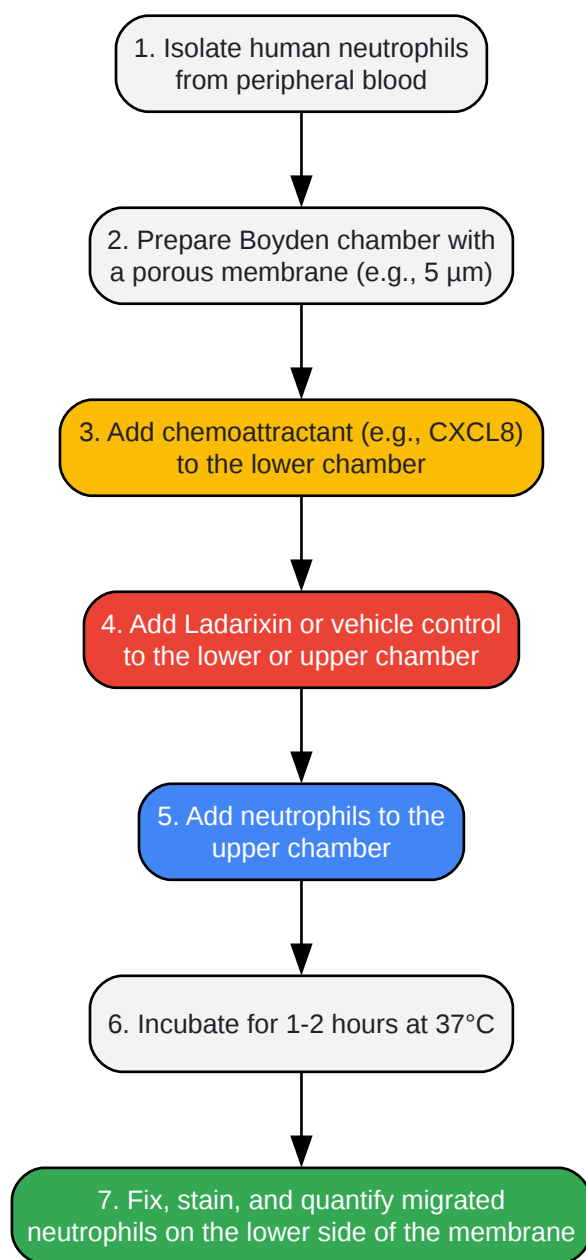 1. Isolate human neutrophils
from peripheral blood
2. Prepare Boyden chamber with
a porous membrane (e.g., 5 µm)
3. Add chemoattractant (e.g., CXCL8)
to the lower chamber
4. Add Ladarixin or vehicle control
to the lower or upper chamber
5. Add neutrophils to the
upper chamber
6. Incubate for 1-2 hours at 37°C
7. Fix, stain, and quantify migrated
neutrophils on the lower side of the membrane